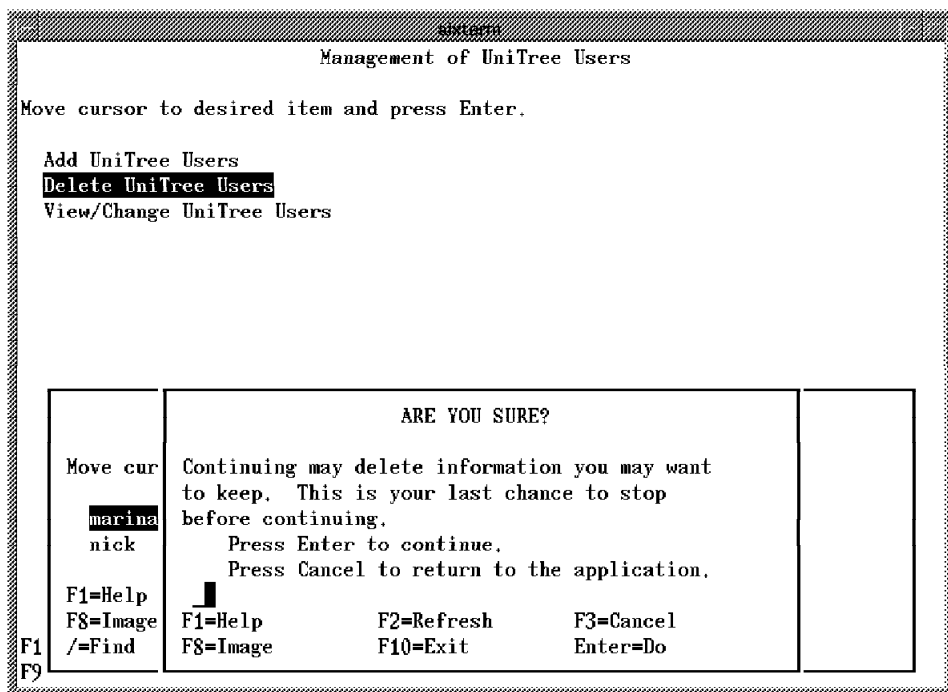 aixterm
Management of UniTree Users
Move cursor to desired item and press Enter.
Add UniTree Users
Delete UniTree Users
View/Change UniTree Users
ARE YOU SURE?
Move cur
Continuing may delete information you may want
to keep. This is your last chance to stop
marina
before continuing.
nick
Press Enter to continue.
Press Cancel to return to the application.
F1=Help
F8=Image
F1=Help F2=Refresh F3=Cancel
F1
/=Find
F8=Image F10=Exit Enter=Do
F9